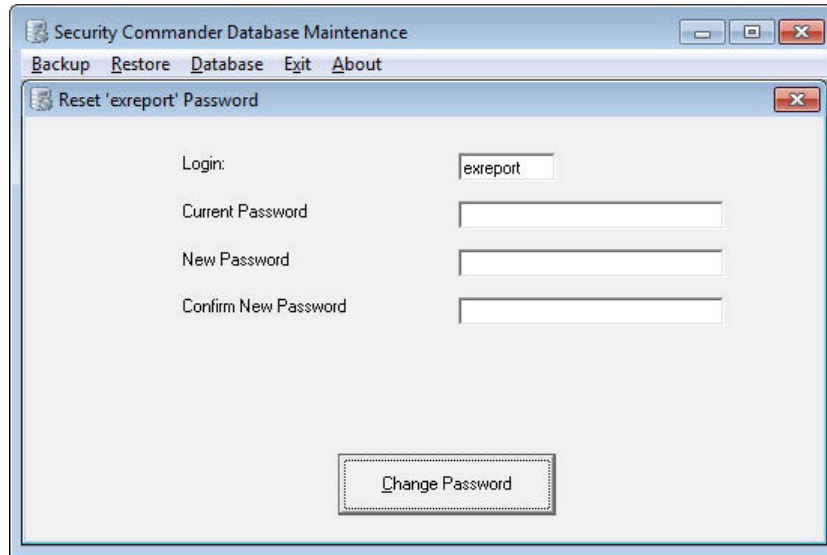 Security Commander Database Maintenance
Backup Restore Database Exit About
Reset 'exreport' Password
Login: exreport
Current Password
New Password
Confirm New Password
Change Password